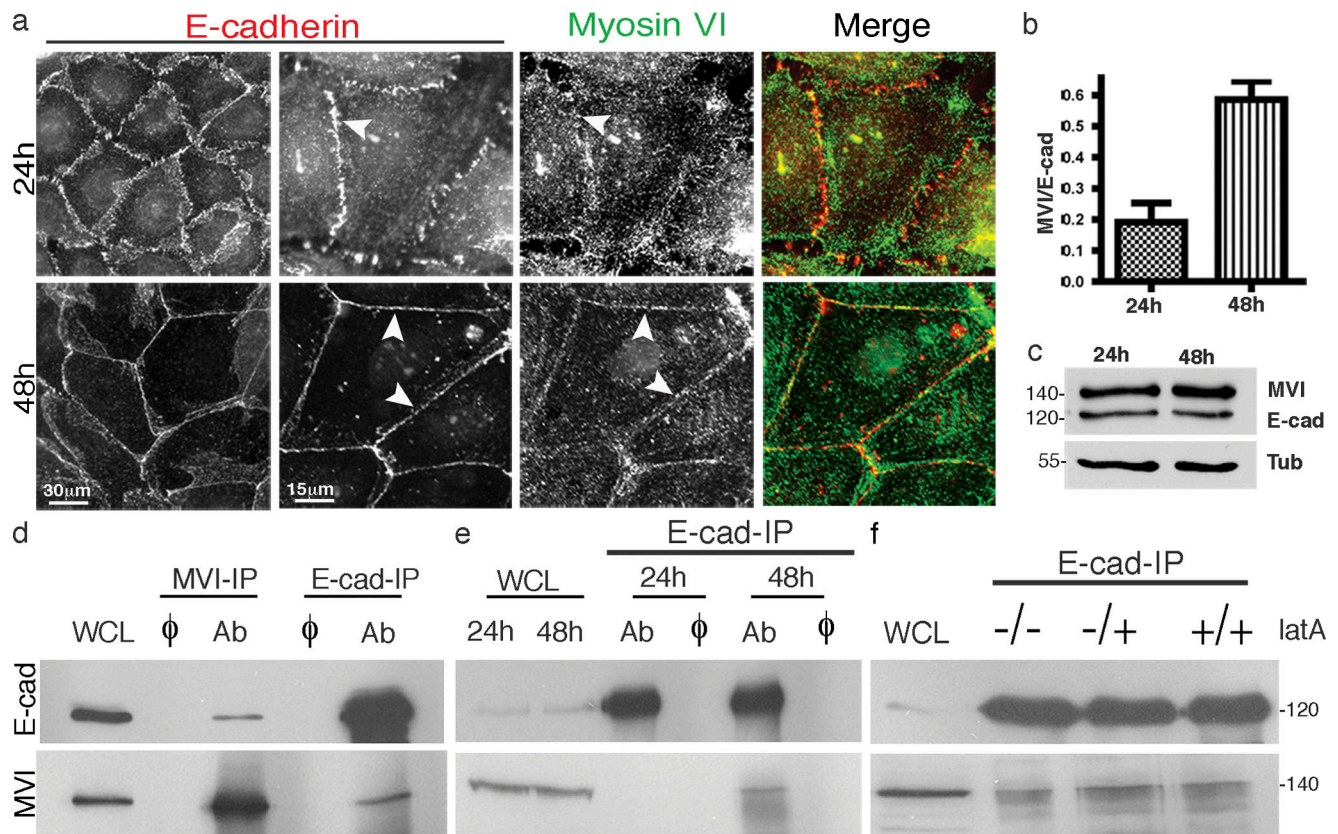 a
E-cadherin
Myosin VI
Merge
24h
48h
30μm
15μm
b
MVI/E-cad
0.6
0.5
0.4
0.3
0.2
0.1
0.0
24h
48h
c
24h 48h
140- MVI
120- E-cad
55- Tub
d
MVI-IP E-cad-IP
WCL ϕ Ab ϕ Ab
E-cad
MVI
e
E-cad-IP
WCL 24h 48h
24h 48h Ab ϕ Ab ϕ
f
E-cad-IP
WCL -/- -/+ +/+ latA
-120
-140